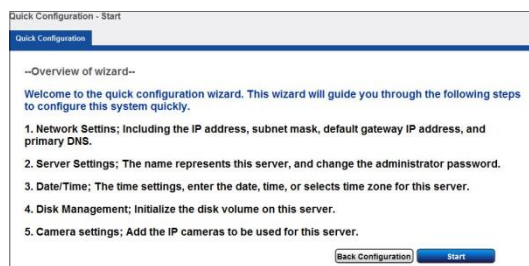 Quick Configuration - Start
Quick Configuration
--Overview of wizard--
Welcome to the quick configuration wizard. This wizard will guide you through the following steps
to configure this system quickly.
1. Network Settins; Including the IP address, subnet mask, default gateway IP address, and
primary DNS.
2. Server Settings; The name represents this server, and change the administrator password.
3. Date/Time; The time settings, enter the date, time, or selects time zone for this server.
4. Disk Management; Initialize the disk volume on this server.
5. Camera settings; Add the IP cameras to be used for this server.
Back Configuration Start